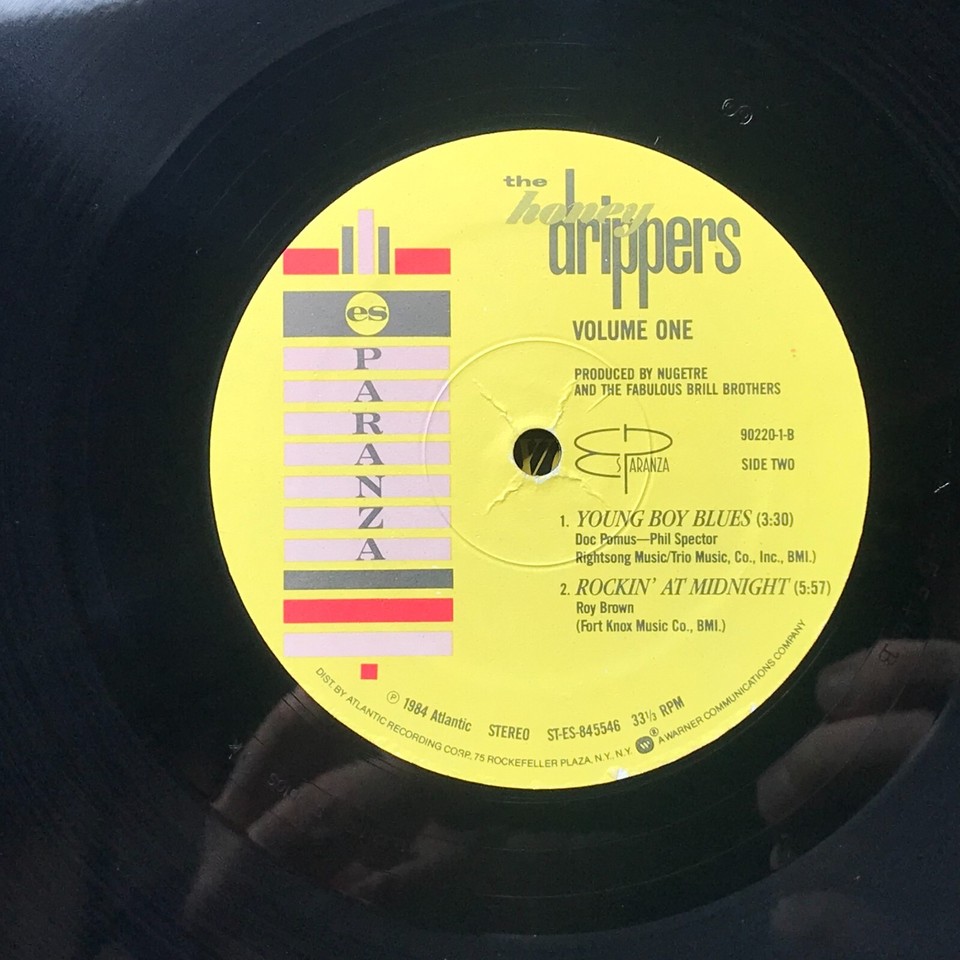 the
honey
drippers
VOLUME ONE
PRODUCED BY NUGETRE
AND THE FABULOUS BRILL BROTHERS
es
P
A
R
A
N
Z
A
ES PARANZA
90220-1-B
SIDE TWO
1. YOUNG BOY BLUES (3:30)
Doc Pomus—Phil Spector
Rightsong Music/Trio Music, Co., Inc., BMI.)
2. ROCKIN' AT MIDNIGHT (5:57)
Roy Brown
(Fort Knox Music Co., BMI.)
℗ 1984 Atlantic STEREO ST-ES-845546 33⅓ RPM
DIST. BY ATLANTIC RECORDING CORP., 75 ROCKEFELLER PLAZA, N.Y., N.Y. W ® A WARNER COMMUNICATIONS COMPANY